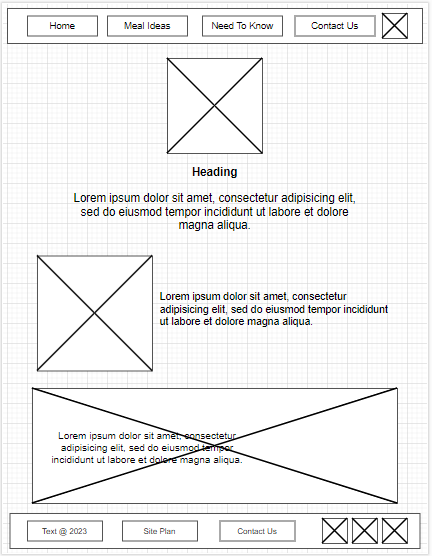 Home
Meal Ideas
Need To Know
Contact Us
Heading
Lorem ipsum dolor sit amet, consectetur adipisicing elit,
sed do eiusmod tempor incididunt ut labore et dolore
magna aliqua.
Lorem ipsum dolor sit amet, consectetur
adipisicing elit, sed do eiusmod tempor incididunt
ut labore et dolore magna aliqua.
Lorem ipsum dolor sit amet, consectetur
adipisicing elit, sed do eiusmod tempor
incididunt ut labore et dolore magna aliqua.
Text @ 2023
Site Plan
Contact Us